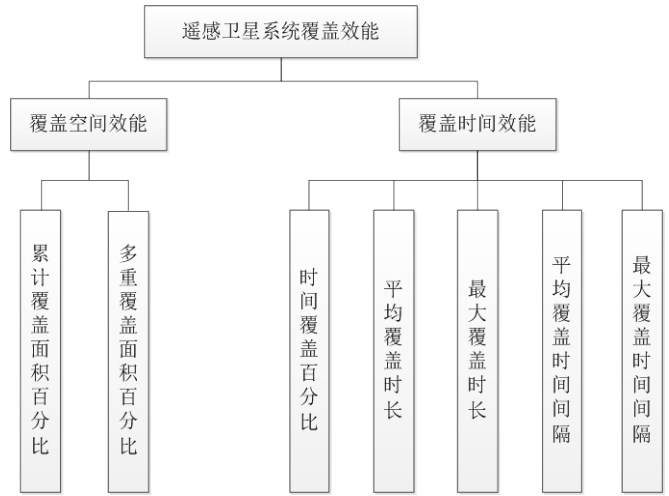 遥感卫星系统覆盖效能
覆盖空间效能
覆盖时间效能
累计覆盖面积百分比
多重覆盖面积百分比
时间覆盖百分比
平均覆盖时长
最大覆盖时长
平均覆盖时间间隔
最大覆盖时间间隔